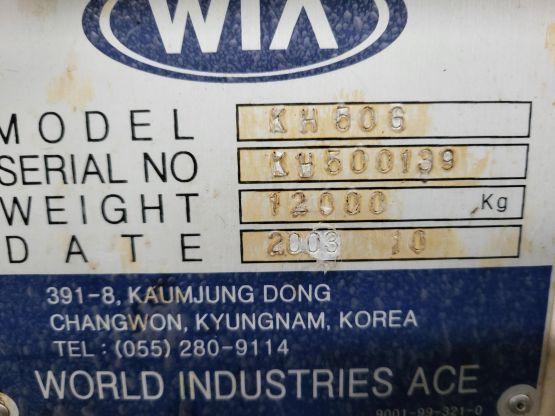 WIA
MODEL KH506
SERIAL NO KH500139
WEIGHT 12000 Kg
DATE 2003 10
391-8, KAUMJUNG DONG
CHANGWON, KYUNGNAM, KOREA
TEL : (055) 280-9114
WORLD INDUSTRIES ACE